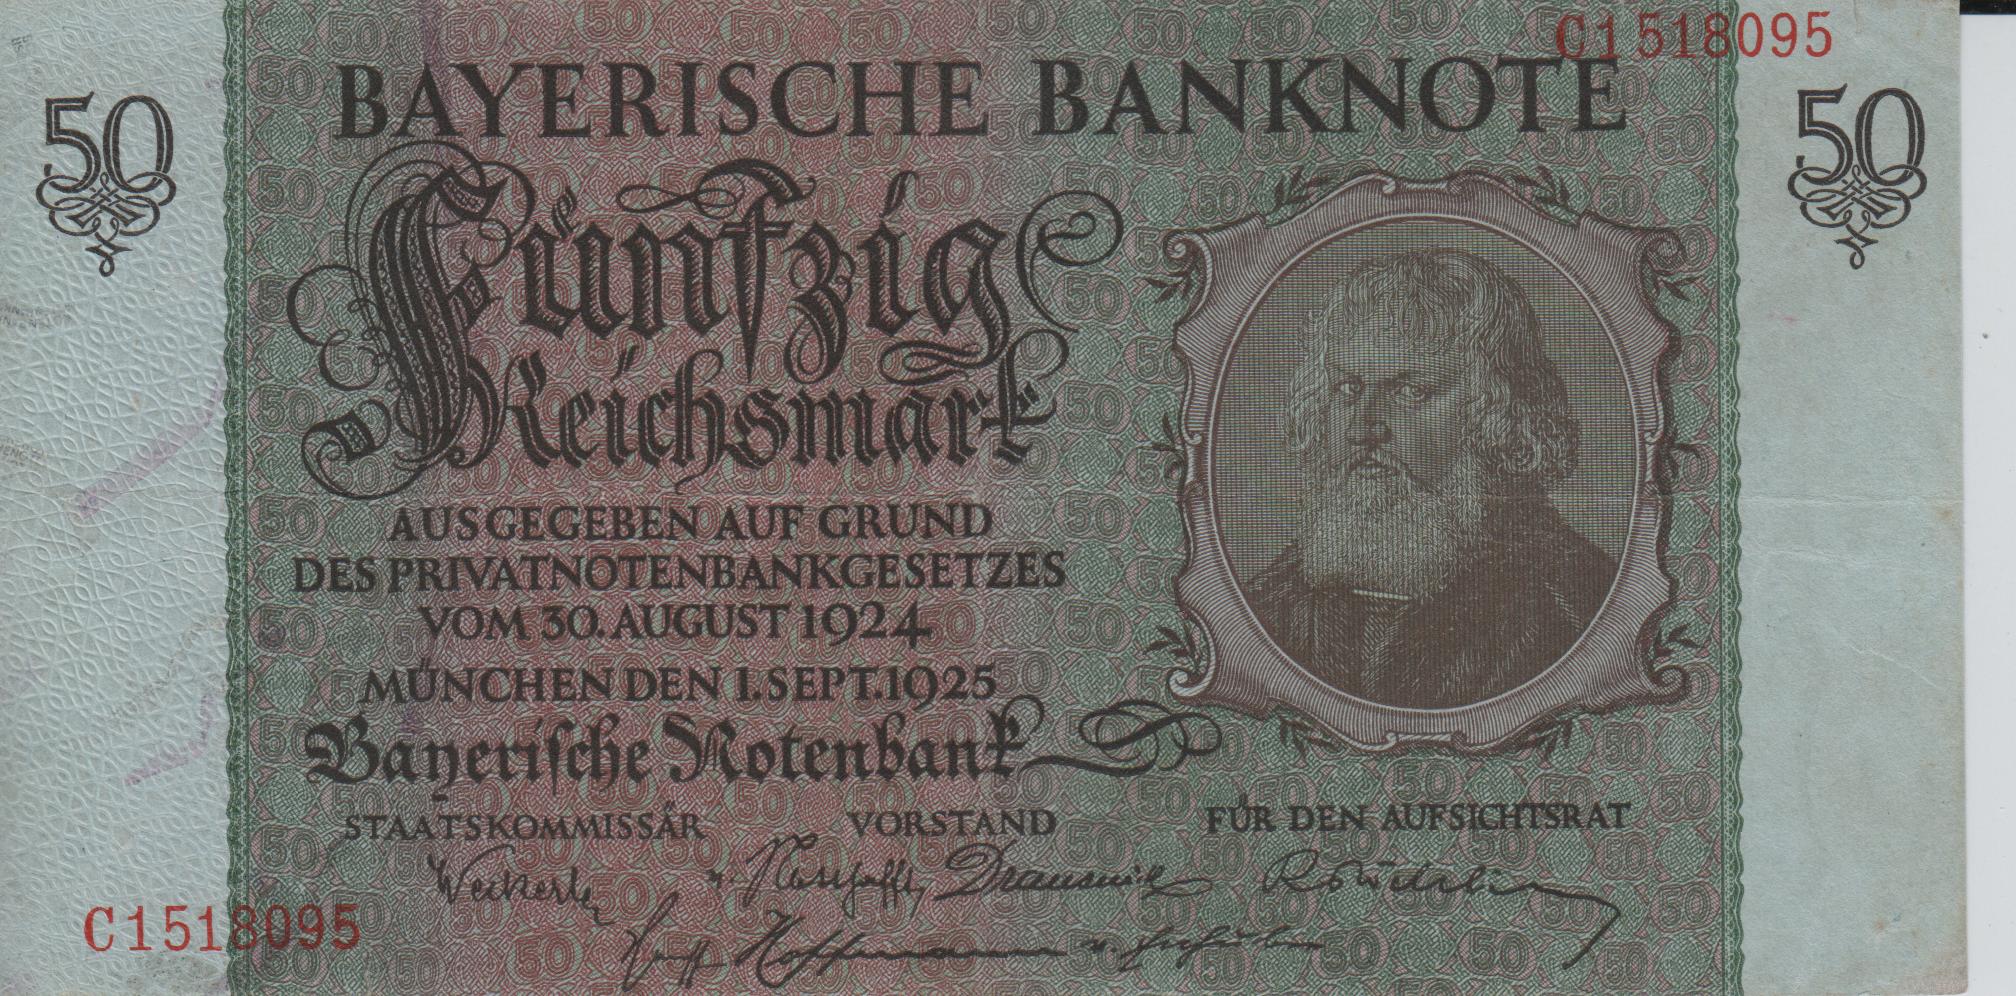 C1518095
50
BAYERISCHE BANKNOTE
50
Fünfzig
Reichsmark
AUSGEGEBEN AUF GRUND
DES PRIVATNOTENBANKGESETZES
VOM 30. AUGUST 1924
MÜNCHEN DEN 1. SEPT. 1925
Bayerische Notenbank
STAATSKOMMISSÄR VORSTAND FÜR DEN AUFSICHTSRAT
C1518095